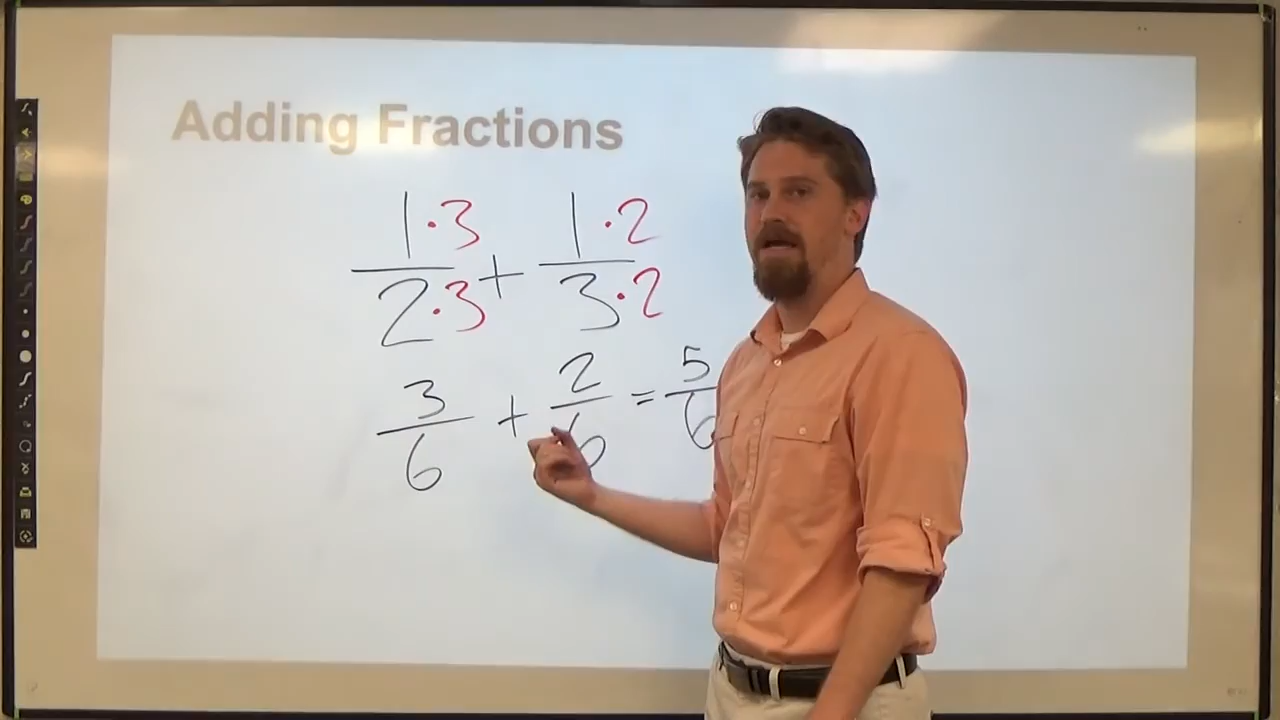 Adding Fractions
1·3/2·3 + 1·2/3·2
3/6 + 2/6 = 5/6